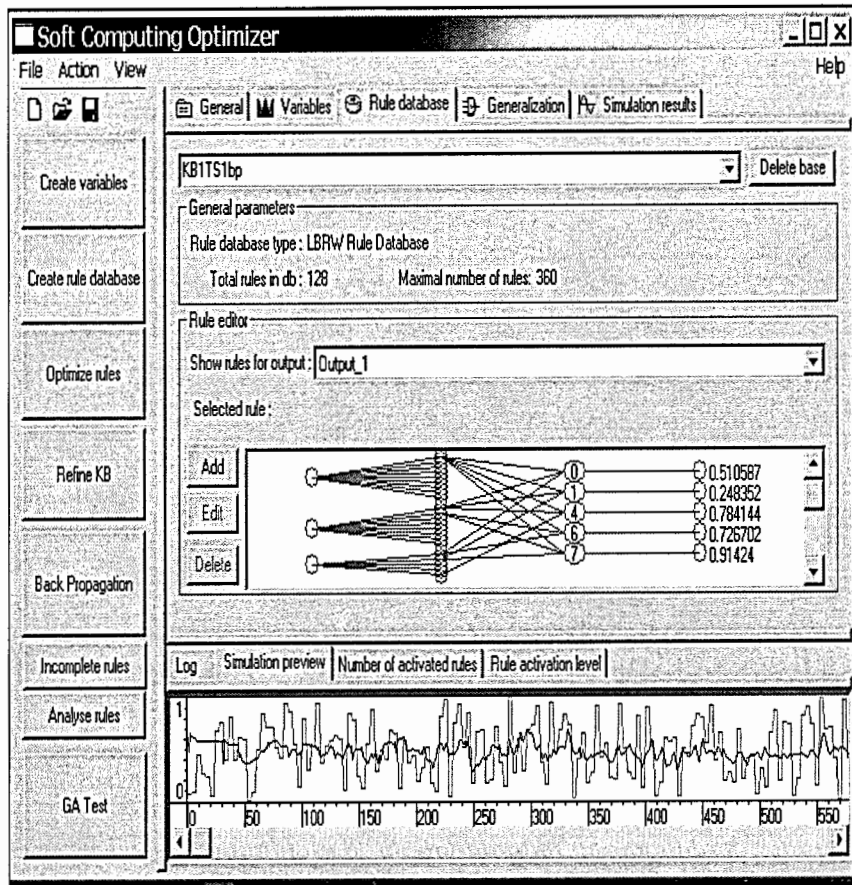 Soft Computing Optimizer
File Action View Help
General Variables Rule database Generalization Simulation results
Create variables
Create rule database
Optimize rules
Refine KB
Back Propagation
Incomplete rules
Analyse rules
GA Test
KB1TS1bp Delete base
General parameters
Rule database type : LBRW Rule Database
Total rules in db : 128 Maximal number of rules: 360
Rule editor
Show rules for output : Output_1
Selected rule :
Add
Edit
Delete
0 0.510587
1 0.248352
4 0.784144
6 0.726702
7 0.91424
Log Simulation preview Number of activated rules Rule activation level
1
0
0 50 100 150 200 250 300 350 400 450 500 550